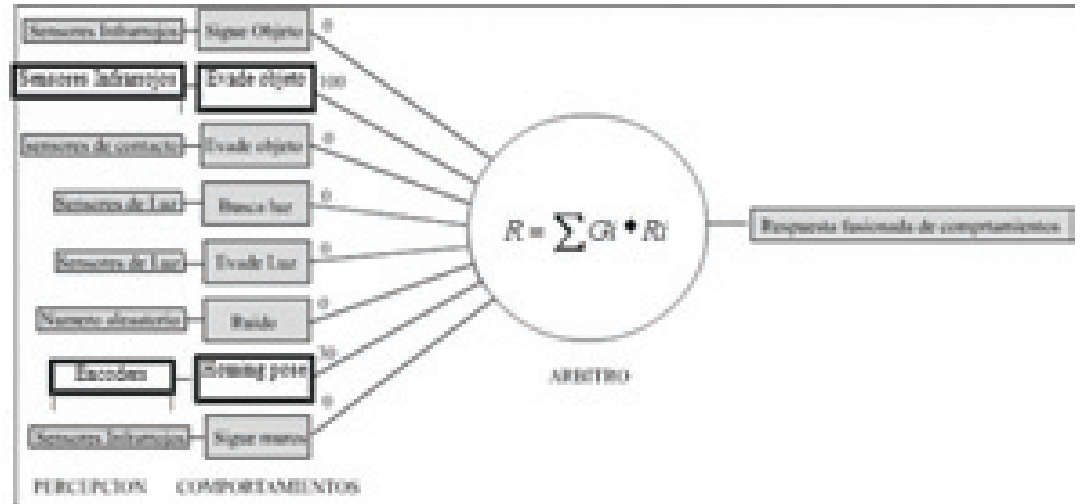 Sensores Infrarrojos Sigue Objeto 0
Sensores Infrarrojos Evade objeto 100
sensores de contacto Evade objeto 0
Sensores de Luz Busca luz 0
Sensores de Luz Evade Luz 0
Numero aleatorio Ruido 0
Encoders Homing pose 50
Sensores Infrarrojos Sigue muros 0
R = ∑ Gi • Ri
Respuesta fusionada de comprtamientos
ARBITRO
PERCEPCION COMPORTAMIENTOS